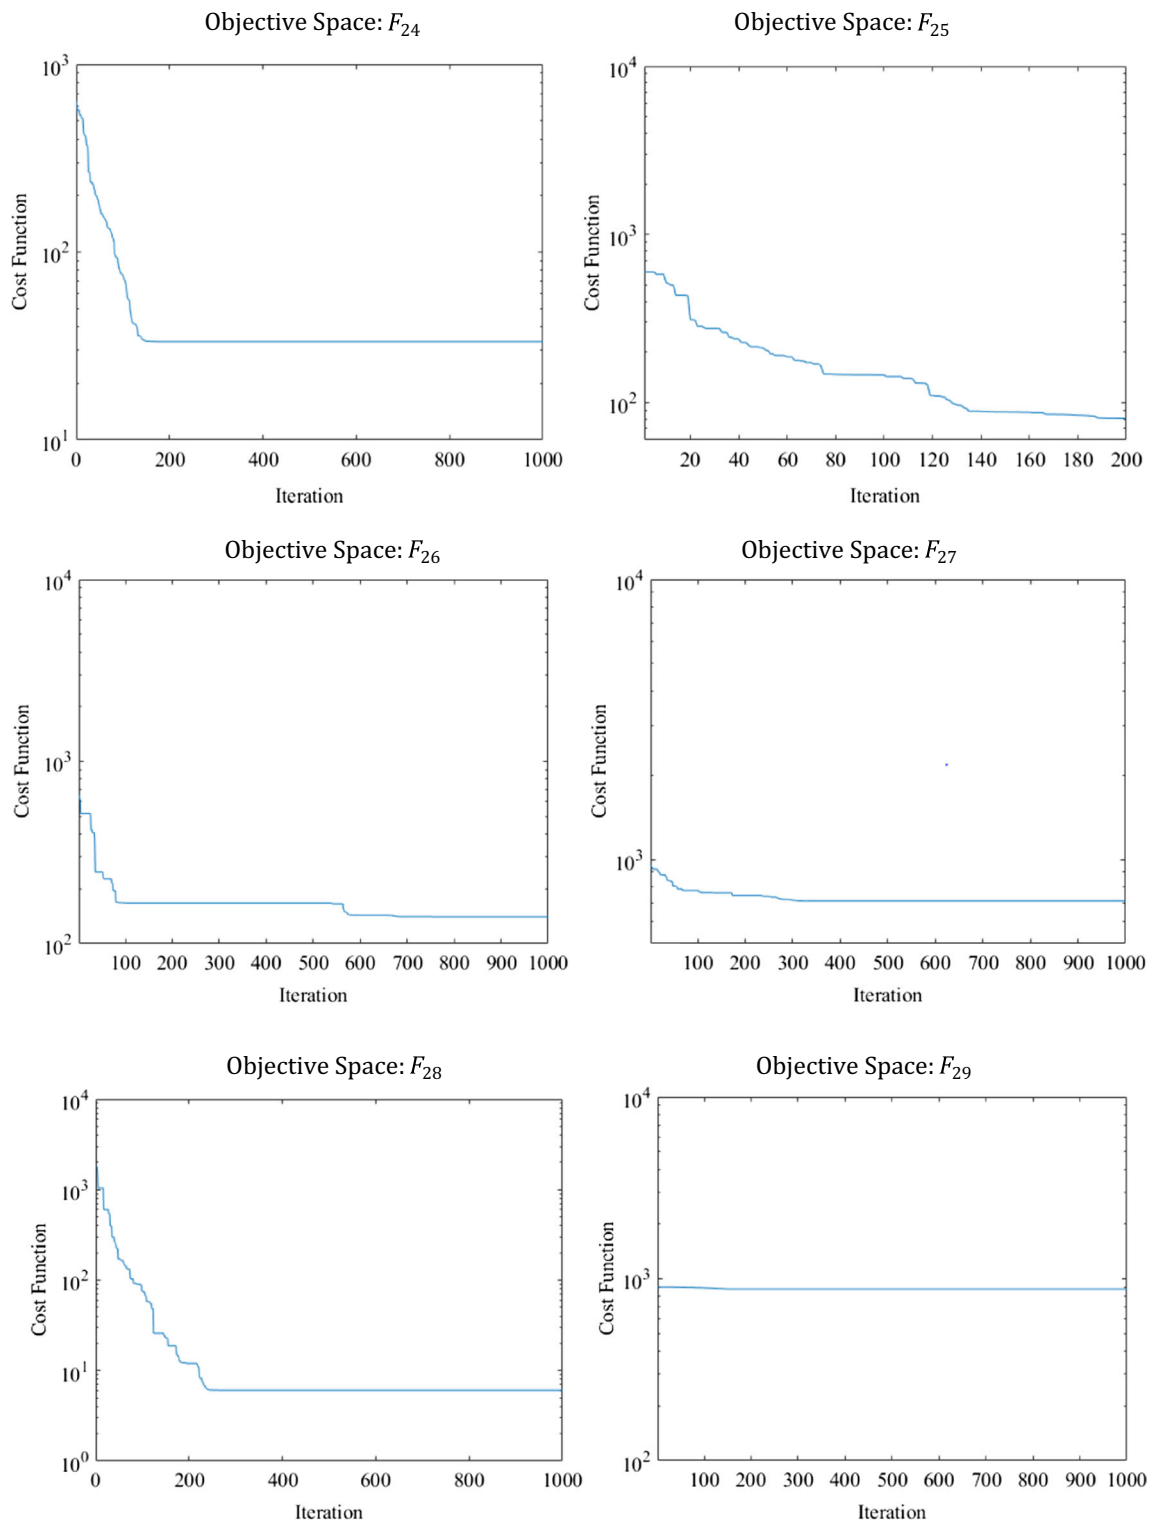 Objective Space: F24
10^3
10^2
10^1
Cost Function
0 200 400 600 800 1000
Iteration
Objective Space: F25
10^4
10^3
10^2
Cost Function
20 40 60 80 100 120 140 160 180 200
Iteration
Objective Space: F26
10^4
10^3
10^2
Cost Function
100 200 300 400 500 600 700 800 900 1000
Iteration
Objective Space: F27
10^4
10^3
Cost Function
100 200 300 400 500 600 700 800 900 1000
Iteration
Objective Space: F28
10^4
10^3
10^2
10^1
10^0
Cost Function
0 200 400 600 800 1000
Iteration
Objective Space: F29
10^4
10^3
10^2
Cost Function
100 200 300 400 500 600 700 800 900 1000
Iteration